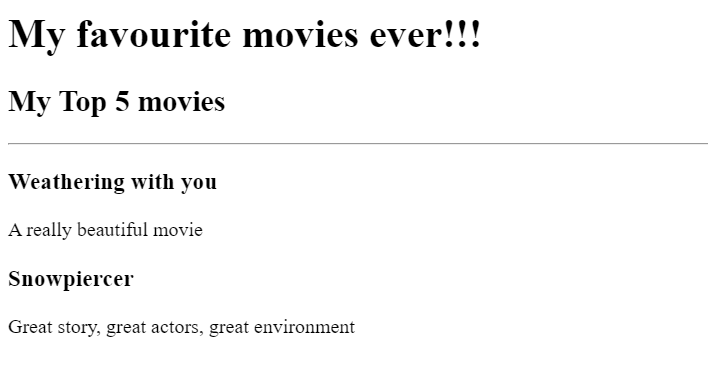 My favourite movies ever!!!
My Top 5 movies
Weathering with you
A really beautiful movie
Snowpiercer
Great story, great actors, great environment